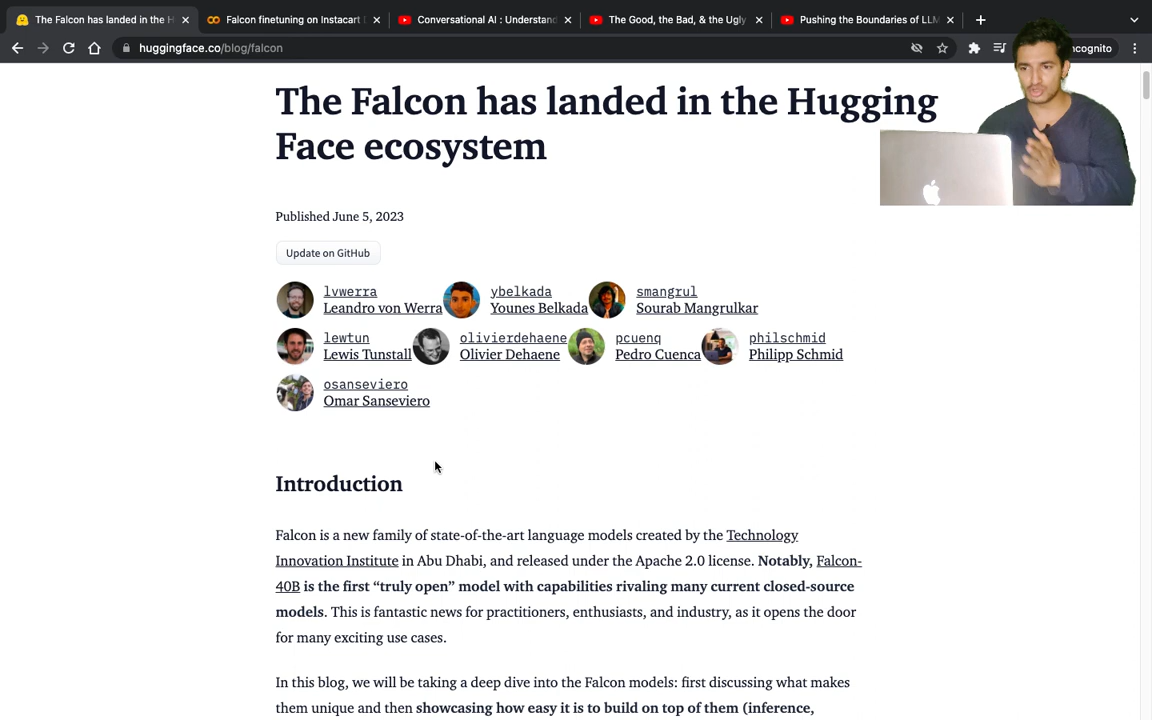 The Falcon has landed in the H
Falcon finetuning on Instacart
Conversational AI : Understan
The Good, the Bad, & the Ugly
Pushing the Boundaries of LLM
huggingface.co/blog/falcon
cognito
The Falcon has landed in the Hugging
Face ecosystem
Published June 5, 2023
Update on GitHub
lvwerra
Leandro von Werra
ybelkada
Younes Belkada
smangrul
Sourab Mangrulkar
lewtun
Lewis Tunstall
olivierdehaene
Olivier Dehaene
pcuenq
Pedro Cuenca
philschmid
Philipp Schmid
osanseviero
Omar Sanseviero
Introduction
Falcon is a new family of state-of-the-art language models created by the Technology
Innovation Institute in Abu Dhabi, and released under the Apache 2.0 license. Notably, Falcon-
40B is the first “truly open” model with capabilities rivaling many current closed-source
models. This is fantastic news for practitioners, enthusiasts, and industry, as it opens the door
for many exciting use cases.
In this blog, we will be taking a deep dive into the Falcon models: first discussing what makes
them unique and then showcasing how easy it is to build on top of them (inference,